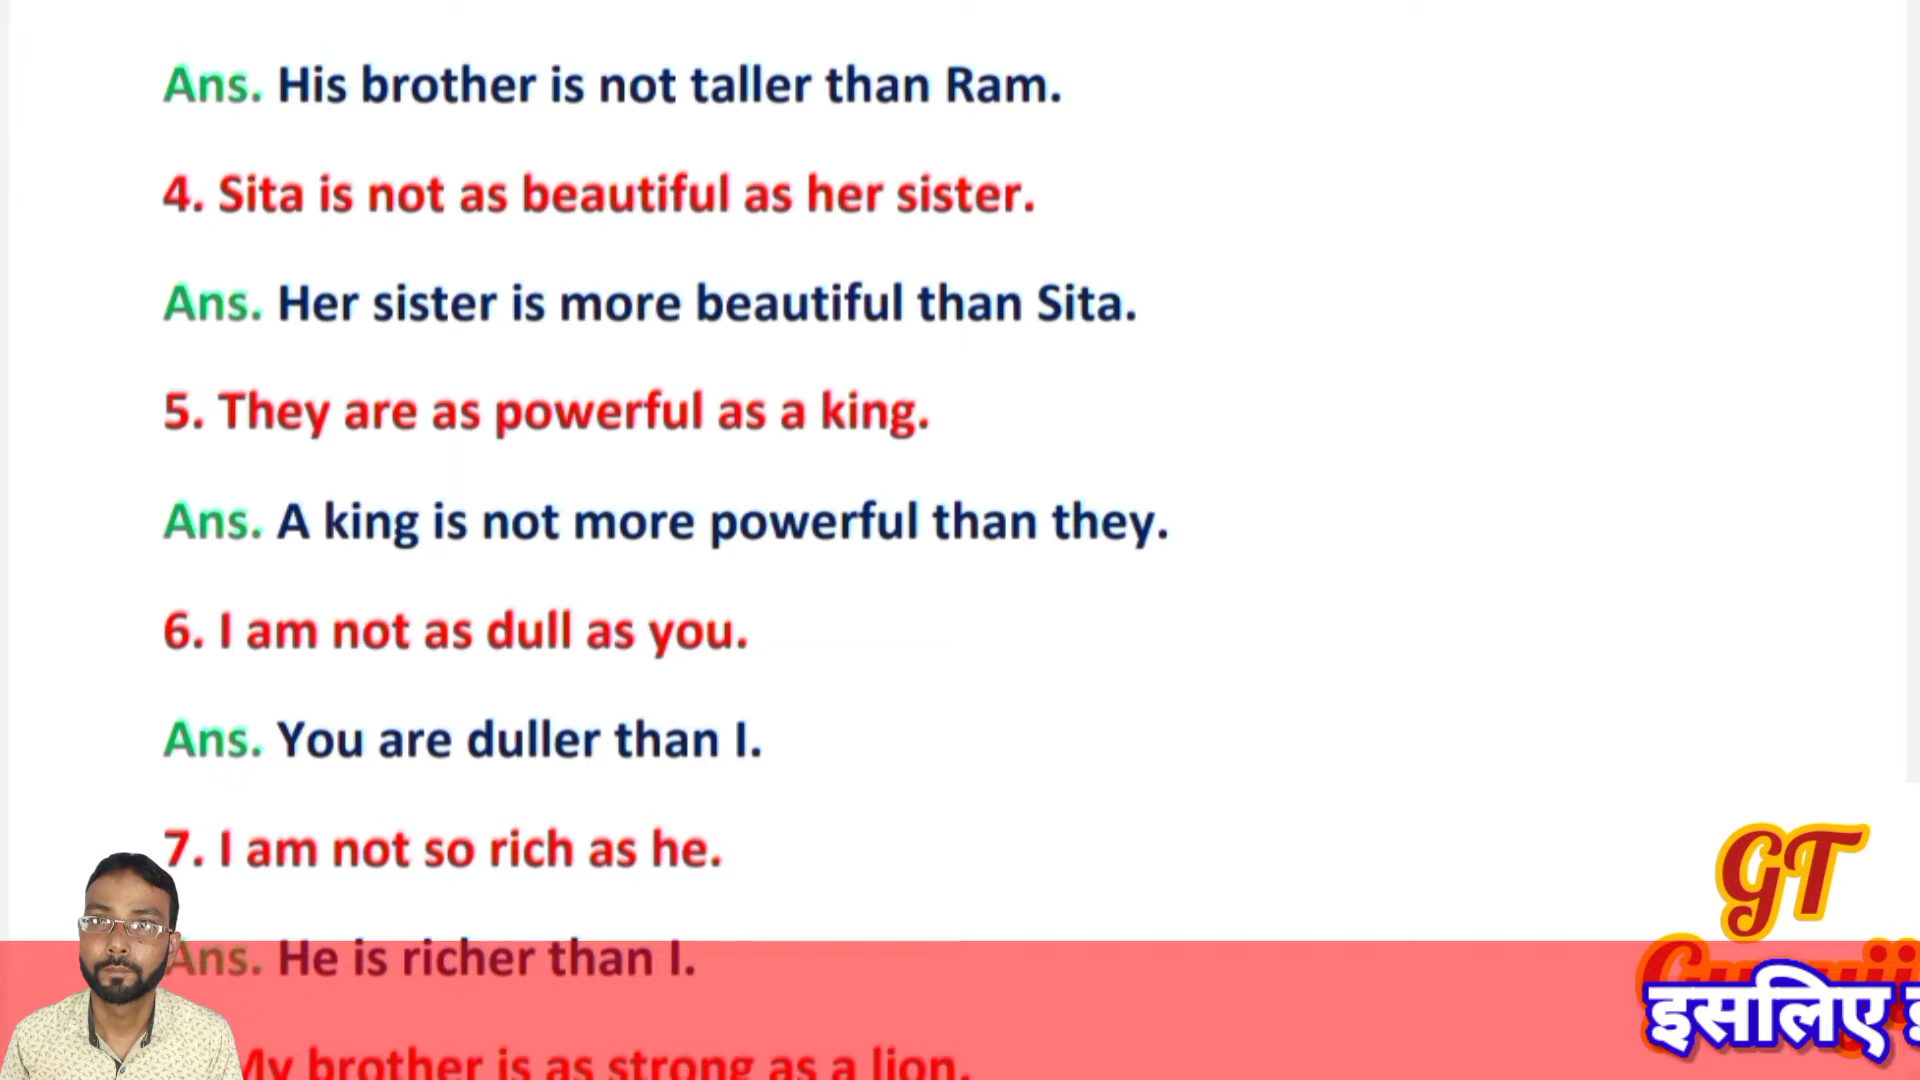 Ans. His brother is not taller than Ram.
4. Sita is not as beautiful as her sister.
Ans. Her sister is more beautiful than Sita.
5. They are as powerful as a king.
Ans. A king is not more powerful than they.
6. I am not as dull as you.
Ans. You are duller than I.
7. I am not so rich as he.
GT
Ans. He is richer than I.
इसलिए
My brother is as strong as a lion.